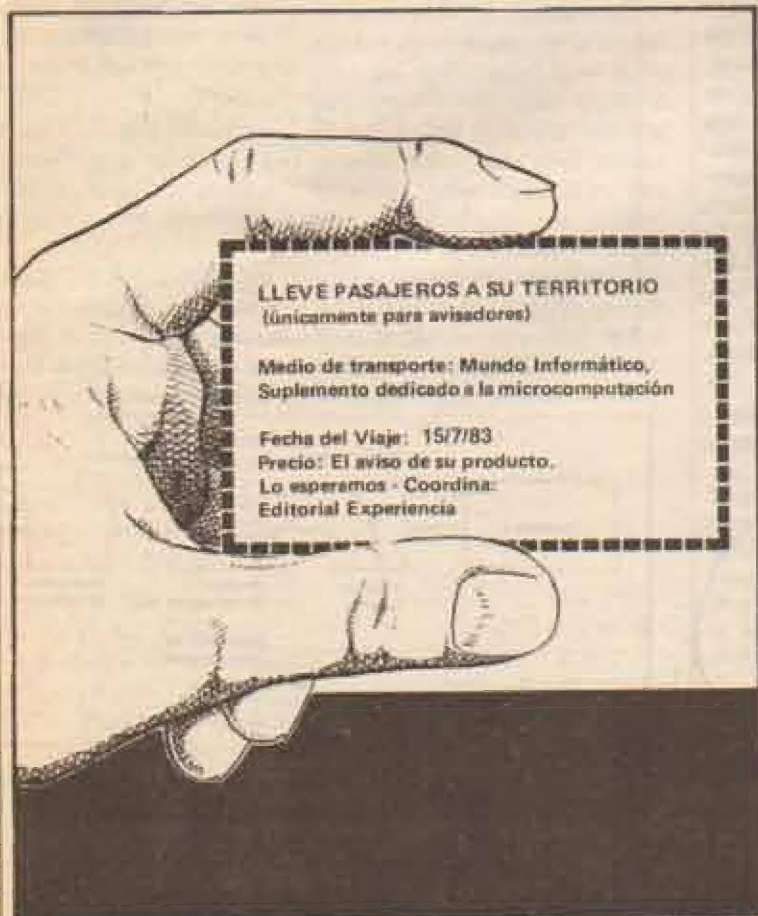 LLEVE PASAJEROS A SU TERRITORIO
(únicamente para avisadores)
Medio de transporte: Mundo Informático,
Suplemento dedicado a la microcomputación
Fecha del Viaje: 15/7/83
Precio: El aviso de su producto.
Lo esperamos - Coordina:
Editorial Experiencia